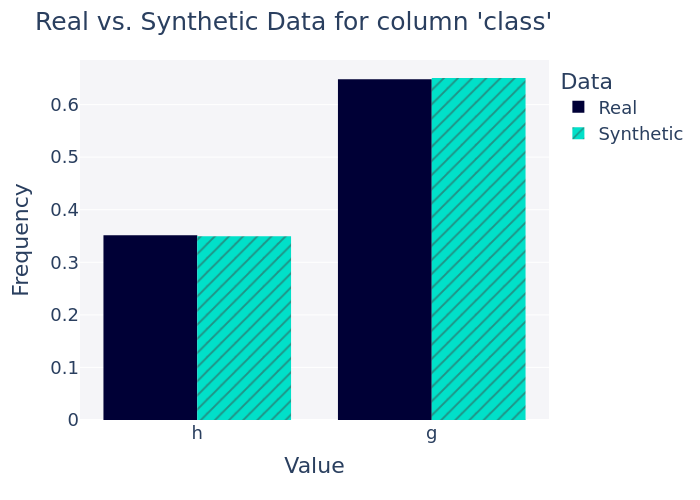 Real vs. Synthetic Data for column 'class'
Data
Real
Synthetic
Frequency
0.6
0.5
0.4
0.3
0.2
0.1
0
h
g
Value